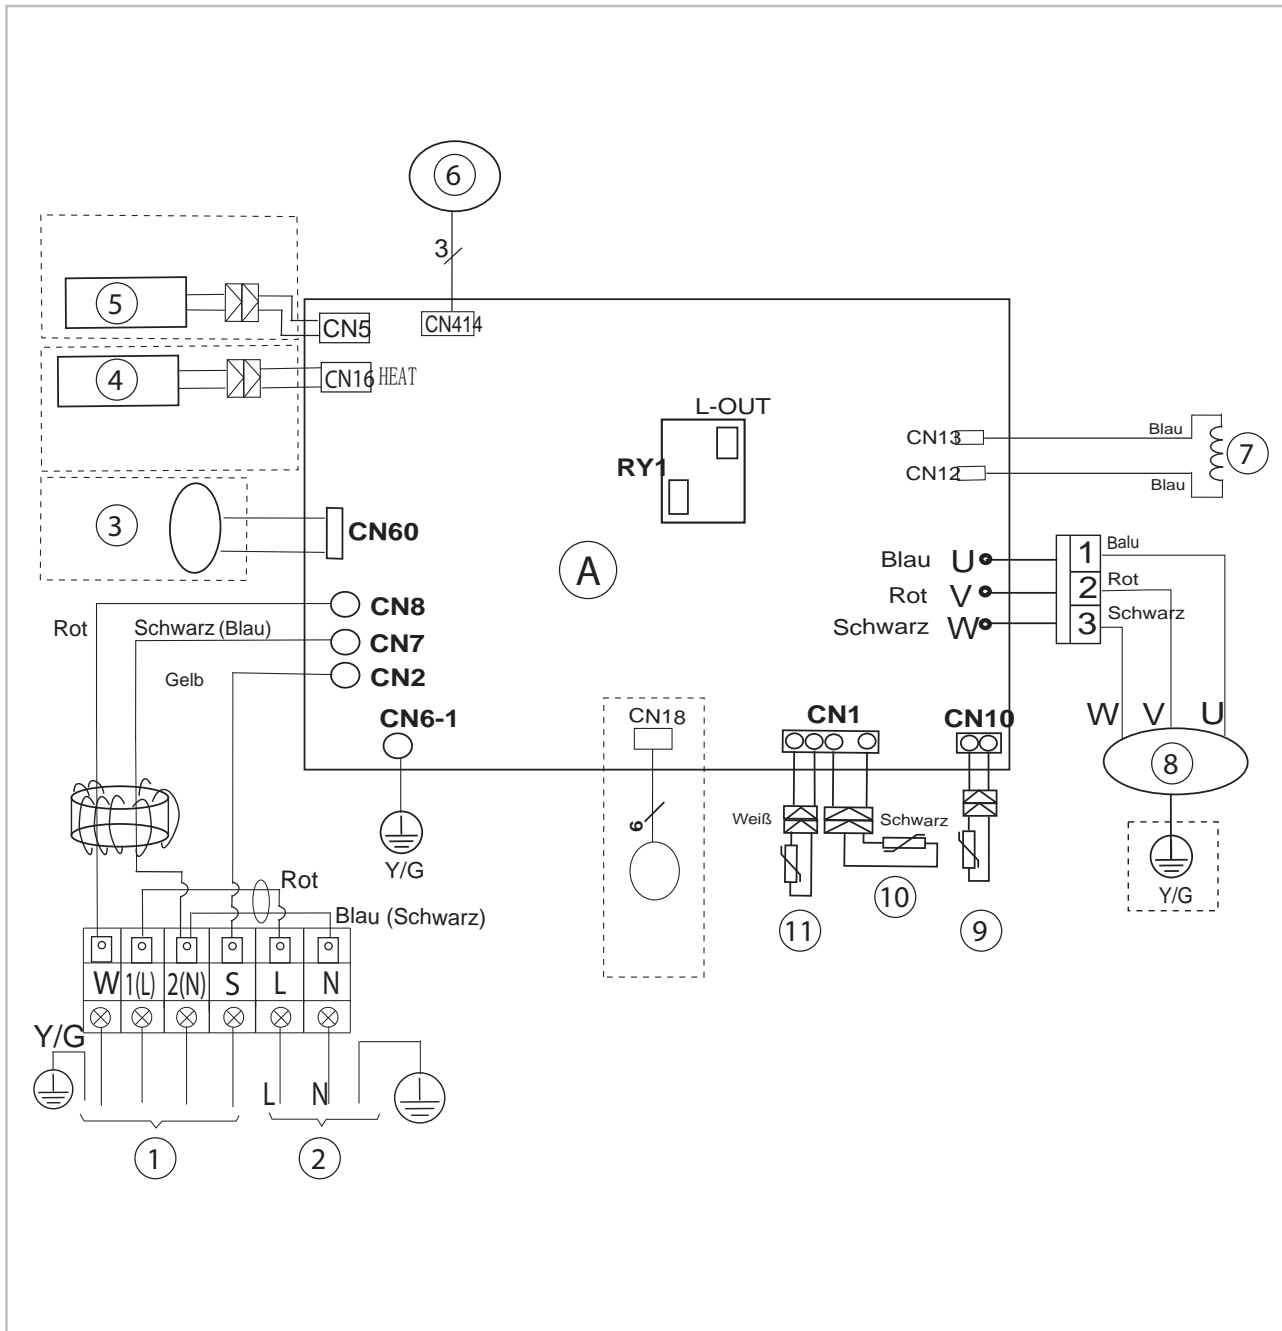 6
3
5
CN5
CN414
4
CN16 HEAT
L-OUT
RY1
CN13
Blau
7
CN12
Blau
3
CN60
A
Blau U
1
Balu
Rot V
2
Rot
Schwarz W
3
Schwarz
CN8
Rot
Schwarz (Blau)
CN7
Gelb
CN2
CN6-1
CN18
CN1
CN10
W V U
8
6
Weiß
Schwarz
Y/G
Y/G
Rot
10
Blau (Schwarz)
11
9
W 1(L) 2(N) S L N
Y/G
L N
1
2